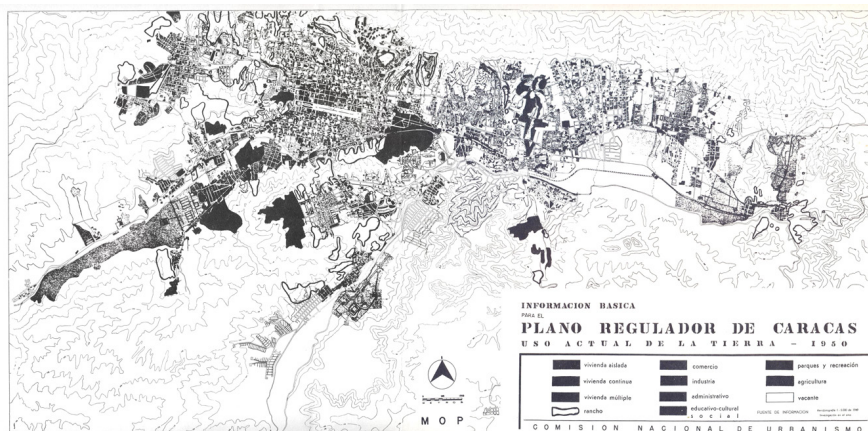 INFORMACION BASICA
PARA EL
PLANO REGULADOR DE CARACAS
USO ACTUAL DE LA TIERRA - 1950
vivienda aislada
vivienda continua
vivienda múltiple
rancho
comercio
industria
administrativo
educativo-cultural
social
parques y recreación
agricultura
vacante
FUENTE DE INFORMACION
MOP
COMISION NACIONAL DE URBANISMO